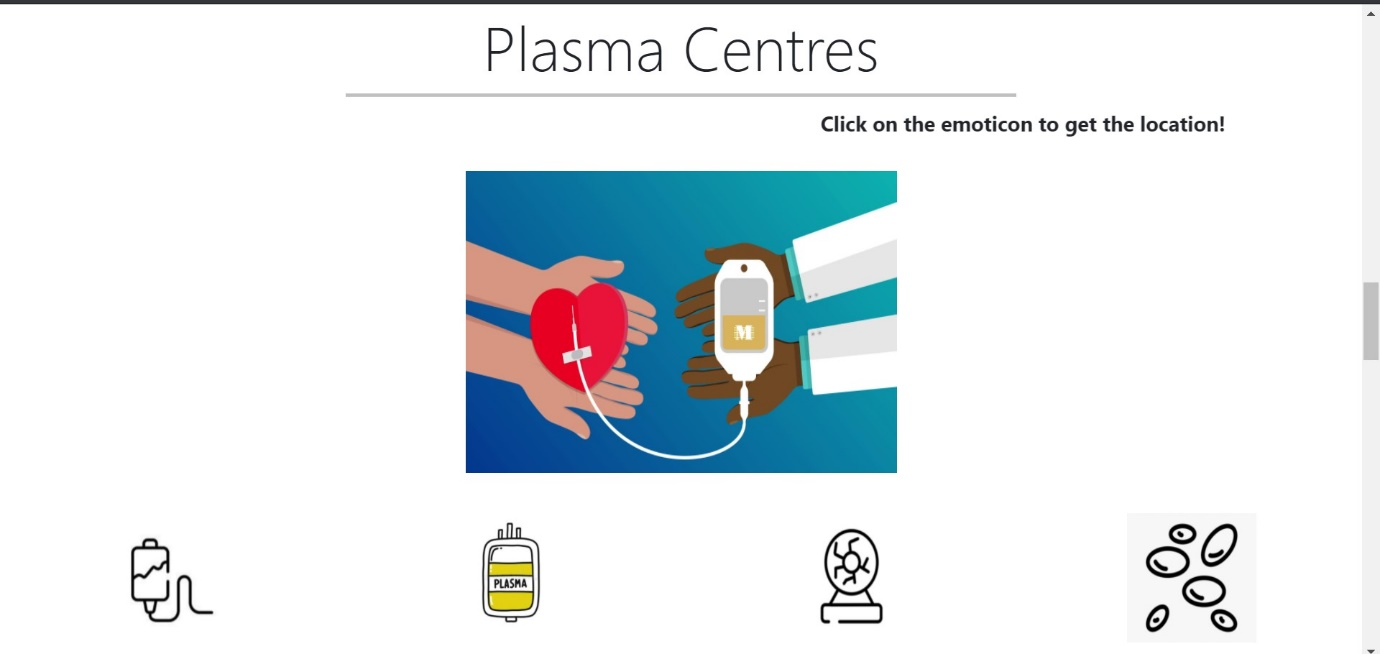 Plasma Centres
Click on the emoticon to get the location!
M
PLASMA